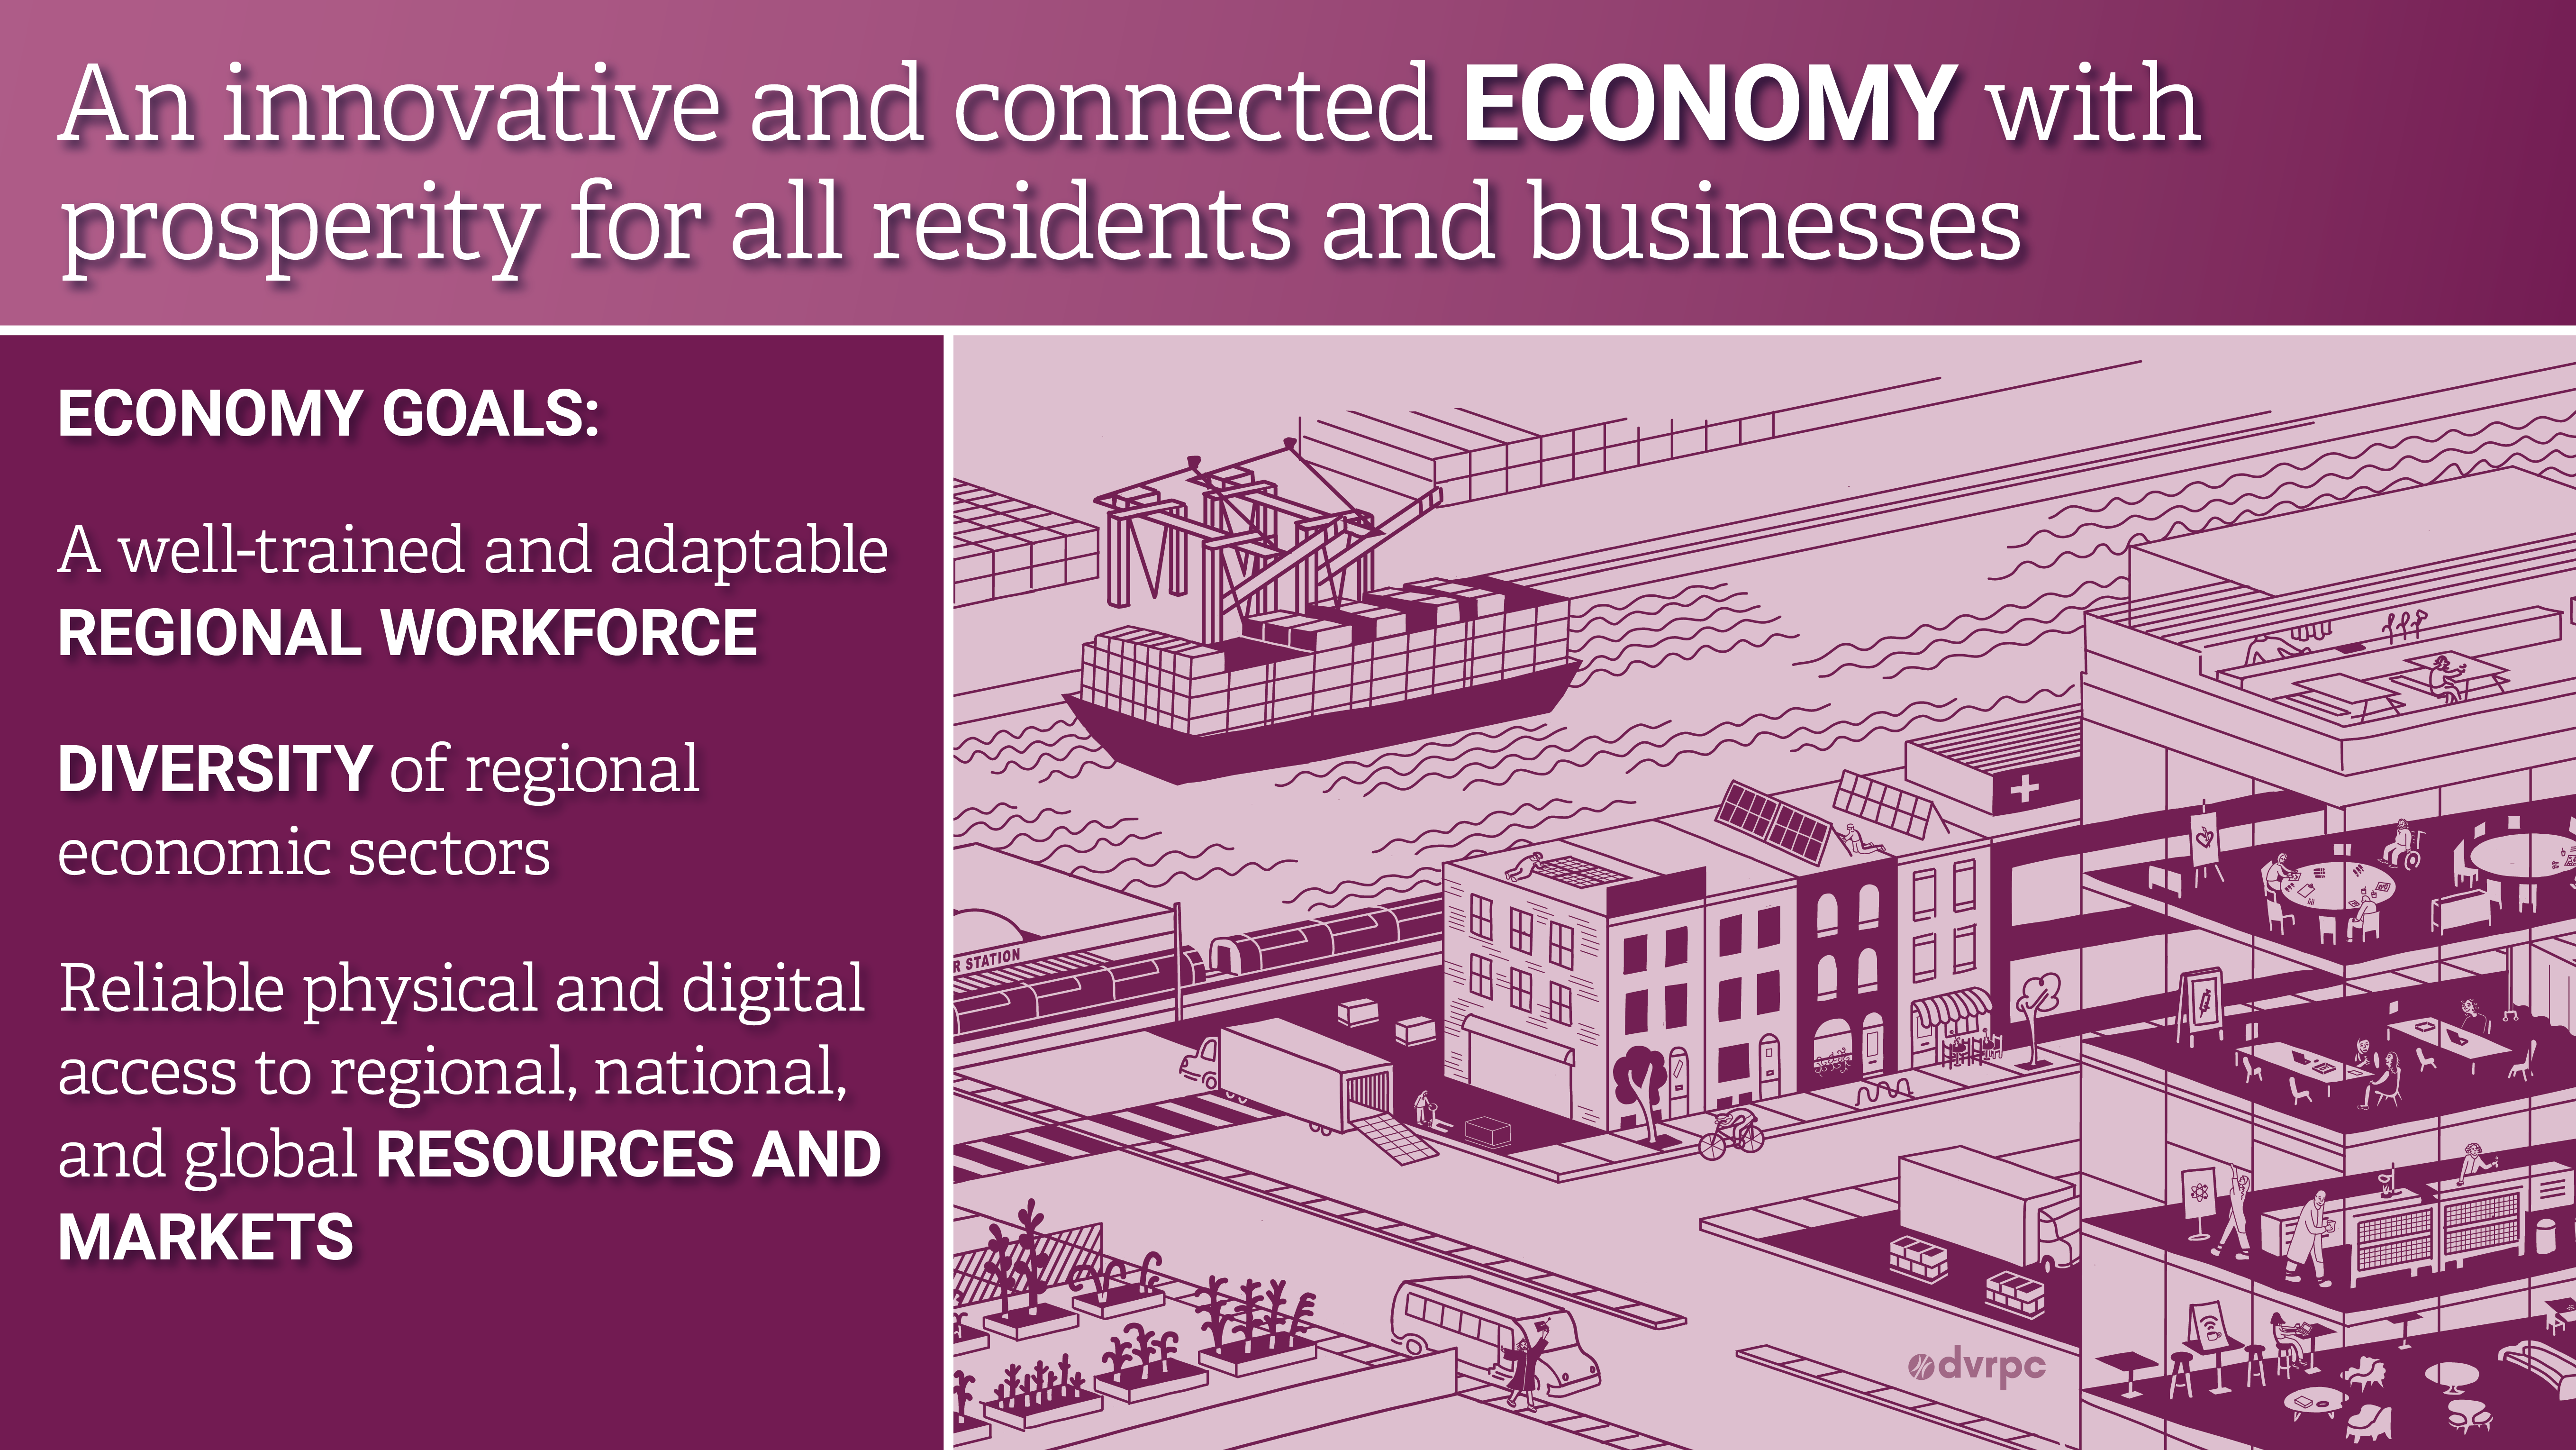 An innovative and connected ECONOMY with
prosperity for all residents and businesses
ECONOMY GOALS:
A well-trained and adaptable
REGIONAL WORKFORCE
DIVERSITY of regional
economic sectors
Reliable physical and digital
access to regional, national,
and global RESOURCES AND
MARKETS
R STATION
dvrpc